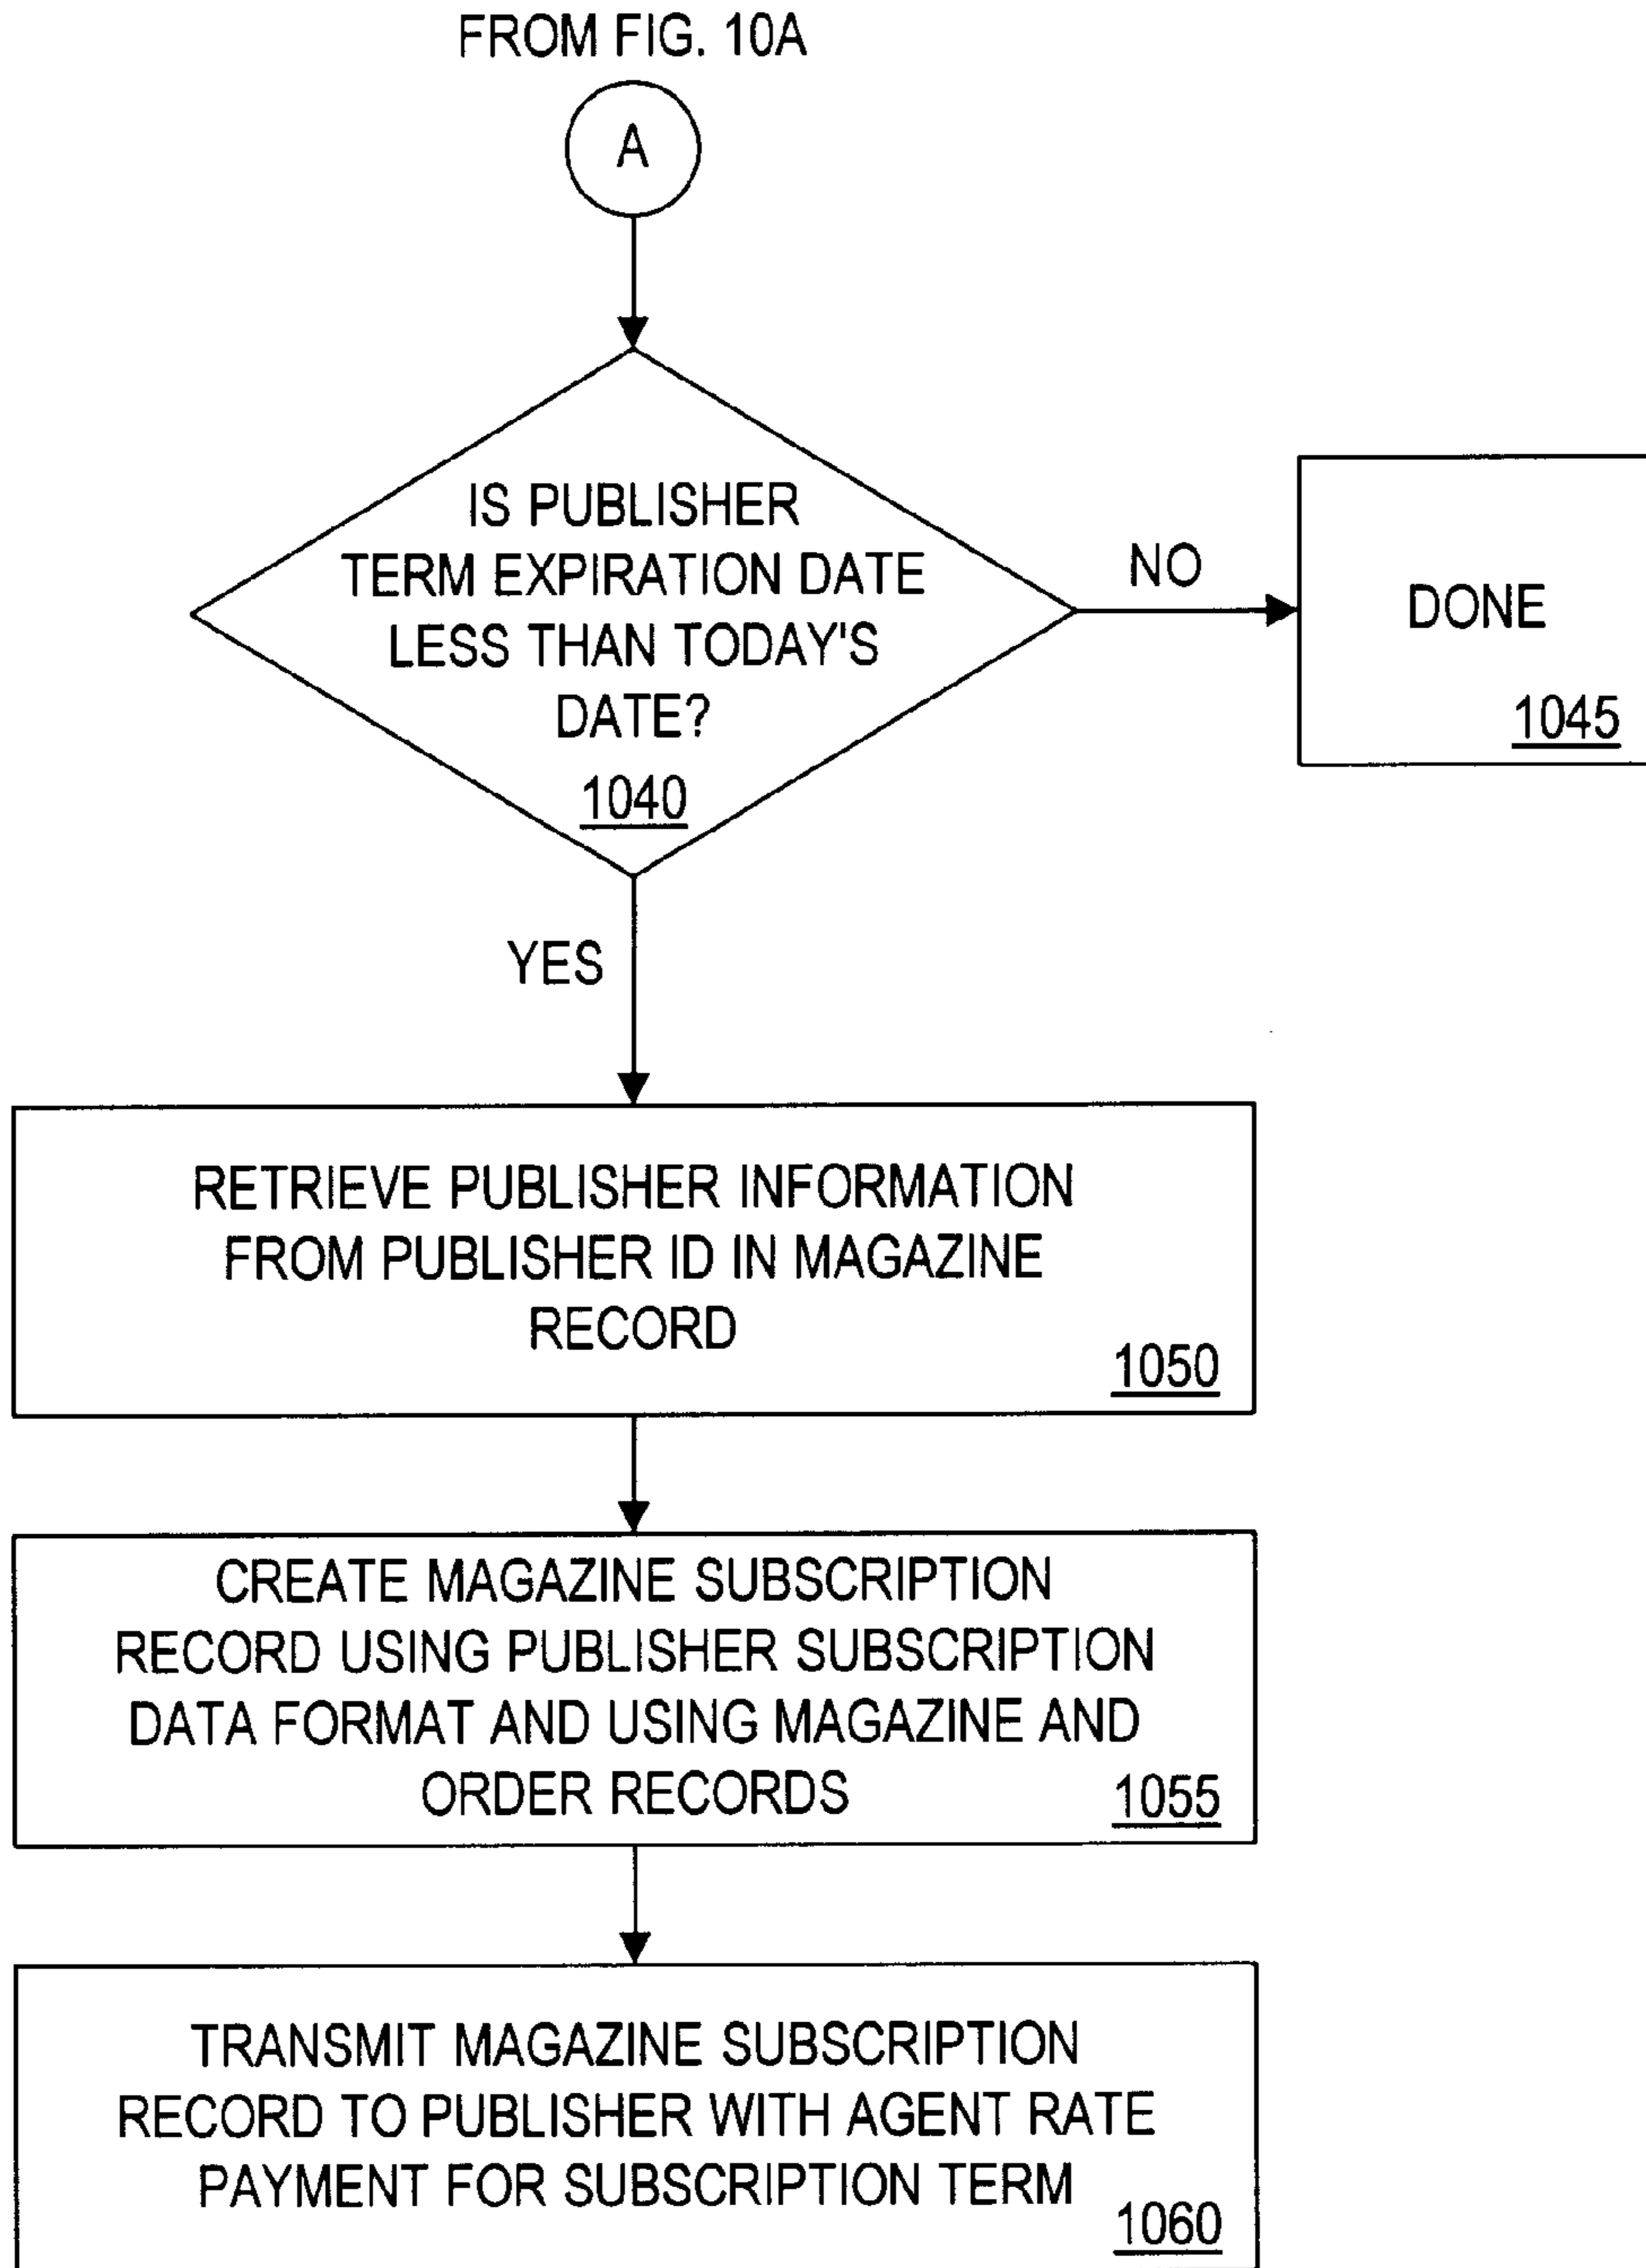 FROM FIG. 10A
A
IS PUBLISHER
TERM EXPIRATION DATE
LESS THAN TODAY'S
DATE?
1040
NO
DONE
1045
YES
RETRIEVE PUBLISHER INFORMATION
FROM PUBLISHER ID IN MAGAZINE
RECORD
1050
CREATE MAGAZINE SUBSCRIPTION
RECORD USING PUBLISHER SUBSCRIPTION
DATA FORMAT AND USING MAGAZINE AND
ORDER RECORDS
1055
TRANSMIT MAGAZINE SUBSCRIPTION
RECORD TO PUBLISHER WITH AGENT RATE
PAYMENT FOR SUBSCRIPTION TERM
1060